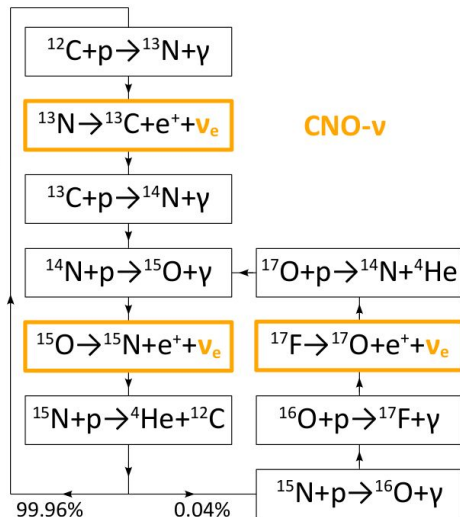 ¹²C+p→¹³N+γ
¹³N→¹³C+e⁺+νₑ
CNO-ν
¹³C+p→¹⁴N+γ
¹⁴N+p→¹⁵O+γ
¹⁷O+p→¹⁴N+⁴He
¹⁵O→¹⁵N+e⁺+νₑ
¹⁷F→¹⁷O+e⁺+νₑ
¹⁵N+p→⁴He+¹²C
¹⁶O+p→¹⁷F+γ
¹⁵N+p→¹⁶O+γ
99.96%
0.04%